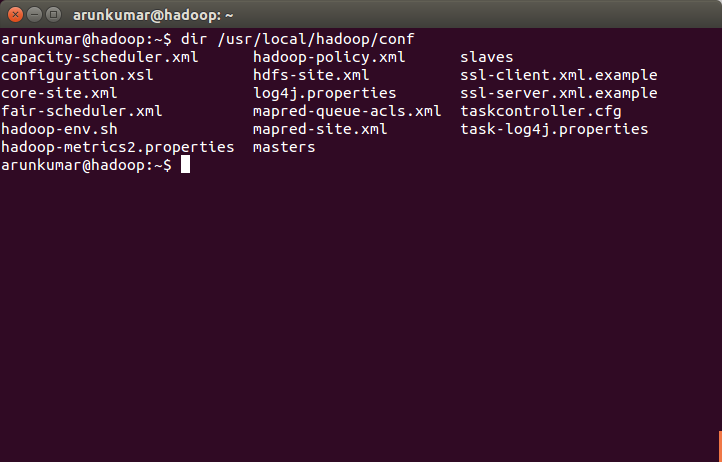 arunkumar@hadoop: ~
arunkumar@hadoop:~$ dir /usr/local/hadoop/conf
capacity-scheduler.xml      hadoop-policy.xml      slaves
configuration.xsl           hdfs-site.xml          ssl-client.xml.example
core-site.xml               log4j.properties       ssl-server.xml.example
fair-scheduler.xml          mapred-queue-acls.xml  taskcontroller.cfg
hadoop-env.sh               mapred-site.xml        task-log4j.properties
hadoop-metrics2.properties  masters
arunkumar@hadoop:~$